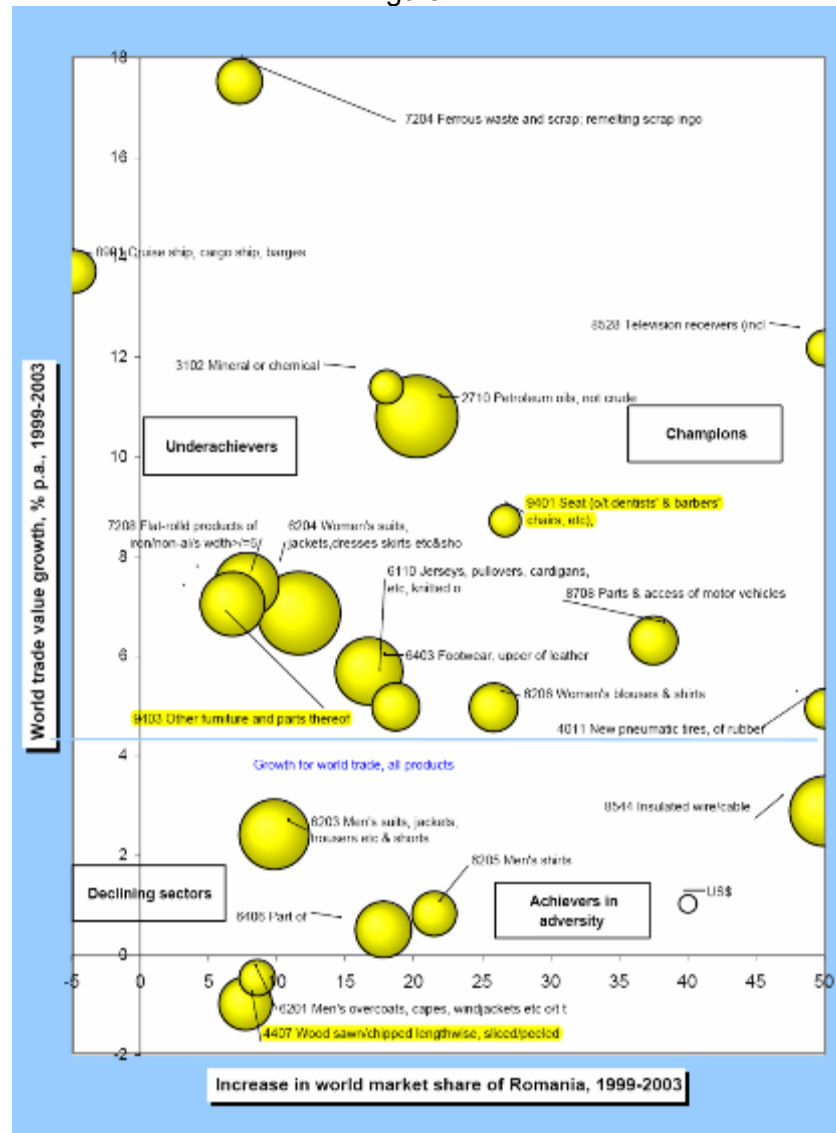 18
7204 Ferrous waste and scrap; remelting scrap ingo
16
Cruise ship, cargo ship, barges
14
8528 Television receivers (incl
12
3102 Mineral or chemical
2710 Petroleum oils, not crude
Underachievers
Champions
10
9401 Seat (o/t dentists' & barbers'
chairs, etc),
7208 Flat-rolld products of
iron/non-al/s wdth>/=6/
6204 Women's suits,
jackets,dresses skirts etc&sho
8
6110 Jerseys, pullovers, cardigans,
etc, knitted o
8708 Parts & access of motor vehicles
6
6403 Footwear, upper of leather
9403 Other furniture and parts thereof
6206 Women's blouses & shirts
4011 New pneumatic tires, of rubber
4
Growth for world trade, all products
6203 Men's suits, jackets,
trousers etc & shorts
8544 Insulated wire/cable
2
6205 Men's shirts
Declining sectors
6406 Part of
Achievers in
adversity
US$
0
-5 0 5 10 15 20 25 30 35 40 45 50
6201 Men's overcoats, capes, windjackets etc o/t t
4407 Wood sawn/chipped lengthwise, sliced/peeled
-2
World trade value growth, % p.a., 1999-2003
Increase in world market share of Romania, 1999-2003